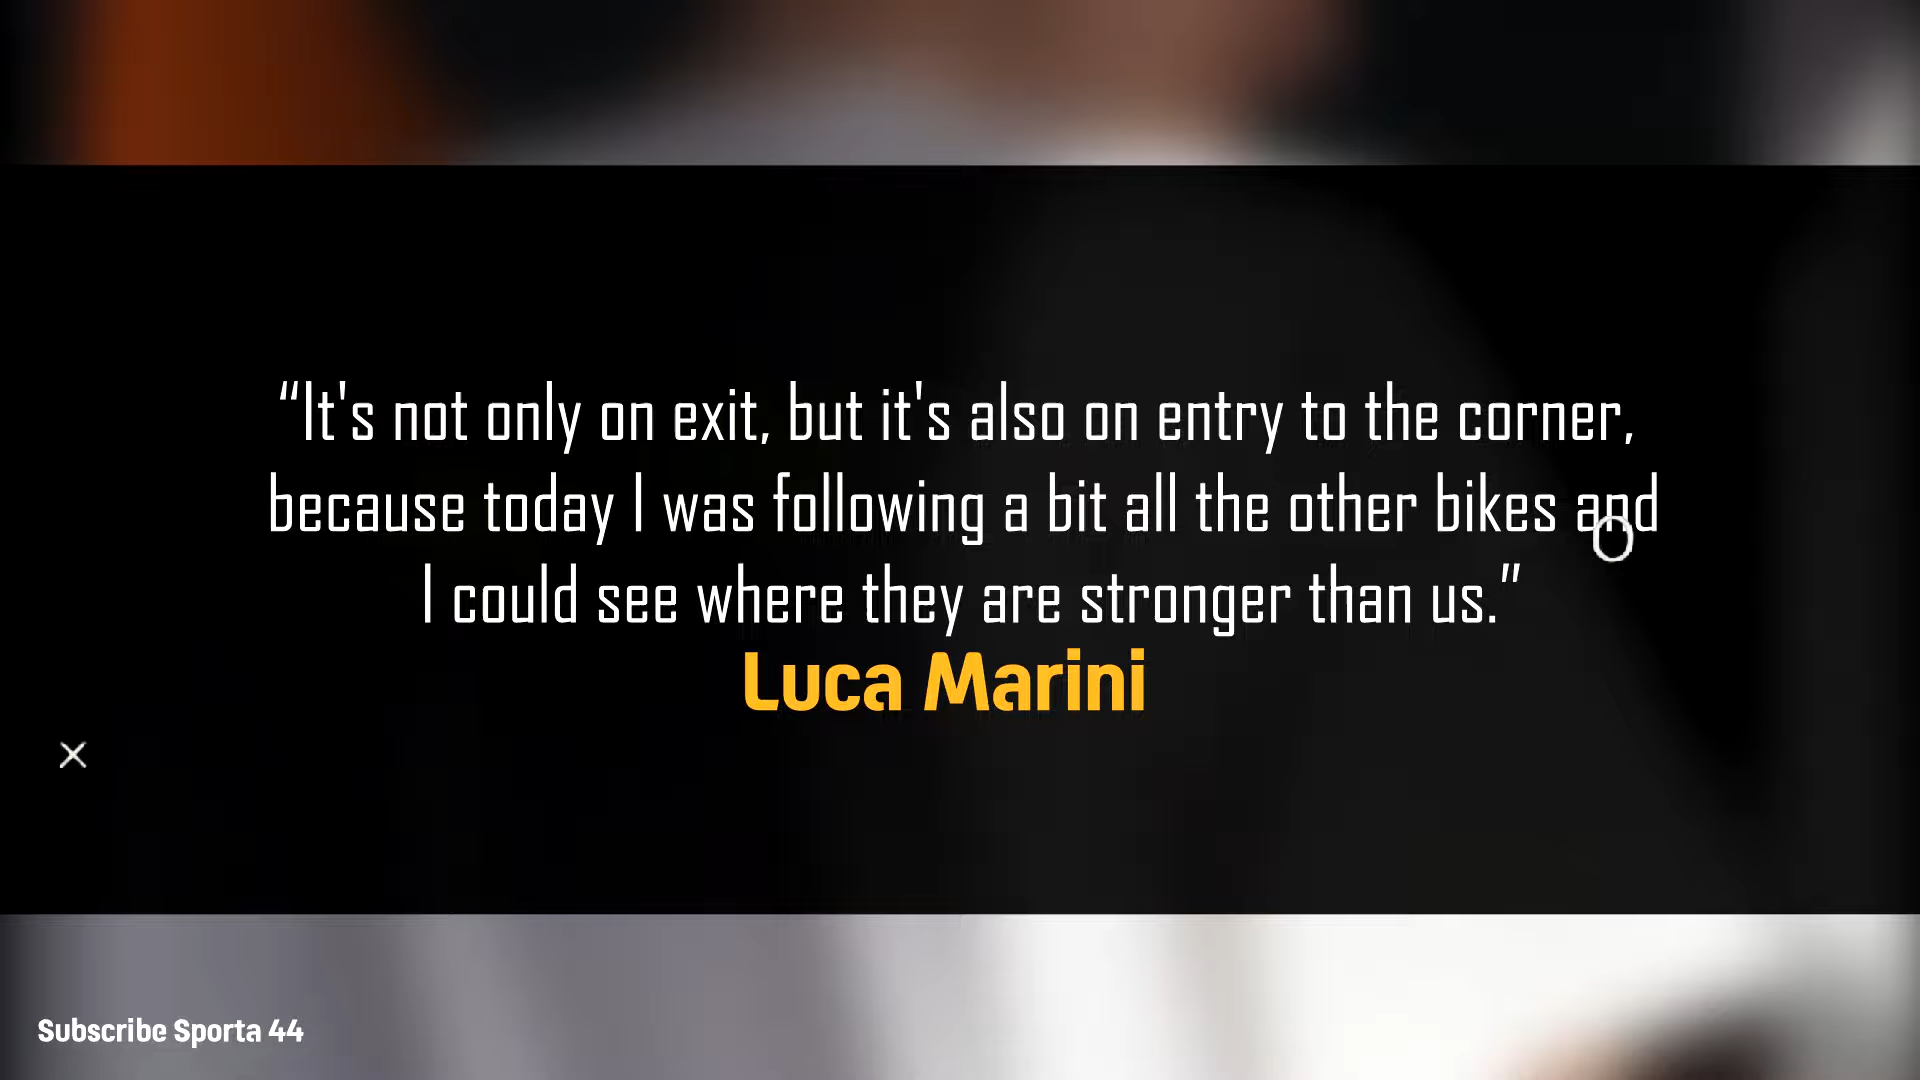 “It's not only on exit, but it's also on entry to the corner,
because today I was following a bit all the other bikes and
I could see where they are stronger than us.”
Luca Marini
Subscribe Sporta 44